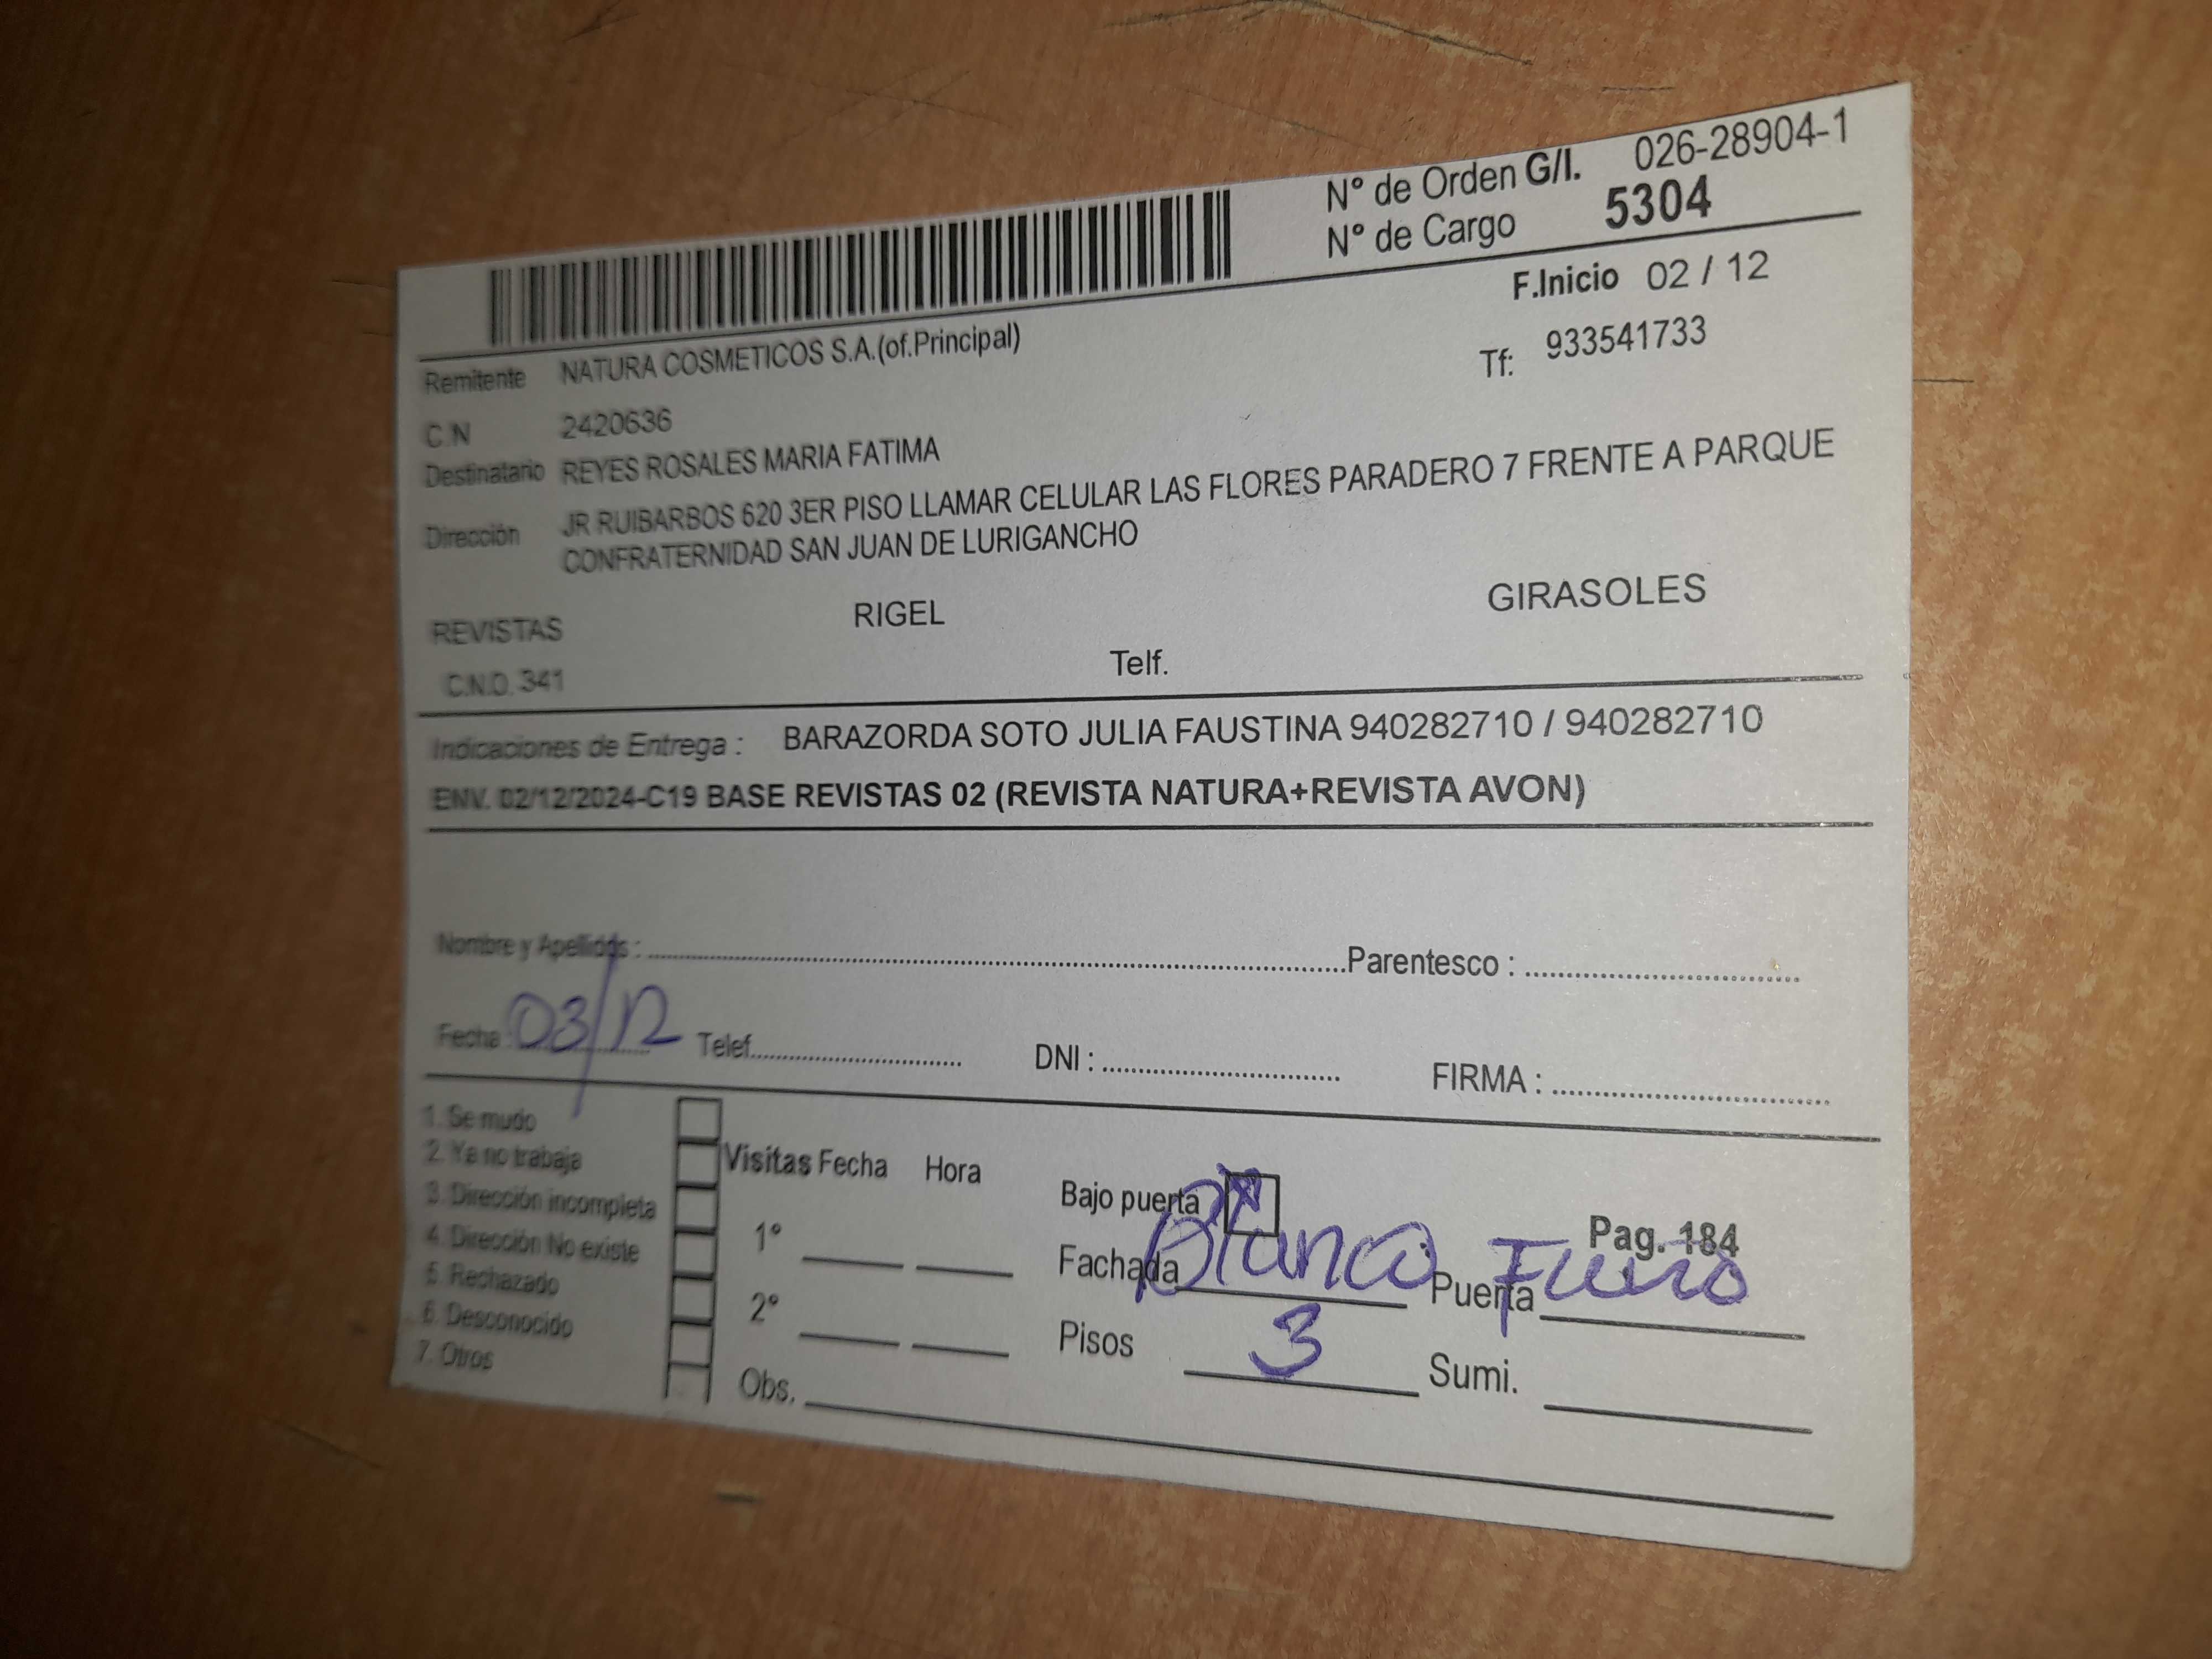 N° de Orden G/I. 026-28904-1
N° de Cargo 5304
F.Inicio 02 / 12
Remitente NATURA COSMETICOS S.A.(of.Principal)
Tf: 933541733
C.N 2420636
Destinatario REYES ROSALES MARIA FATIMA
Dirección JR RUIBARBOS 620 3ER PISO LLAMAR CELULAR LAS FLORES PARADERO 7 FRENTE A PARQUE
CONFRATERNIDAD SAN JUAN DE LURIGANCHO
REVISTAS RIGEL GIRASOLES
C.N.O. 341 Telf.
Indicaciones de Entrega : BARAZORDA SOTO JULIA FAUSTINA 940282710 / 940282710
ENV. 02/12/2024-C19 BASE REVISTAS 02 (REVISTA NATURA+REVISTA AVON)
Nombre y Apellidos : Parentesco :
Fecha : 03/12 Telef. DNI : FIRMA :
1. Se mudo
2. Ya no trabaja
3. Dirección incompleta
4. Dirección No existe
5. Rechazado
6. Desconocido
7. Otros
Visitas Fecha Hora
1°
2°
Obs.
Bajo puerta X Pag. 184
Fachada Blanco Puerta
Pisos 3 Sumi.